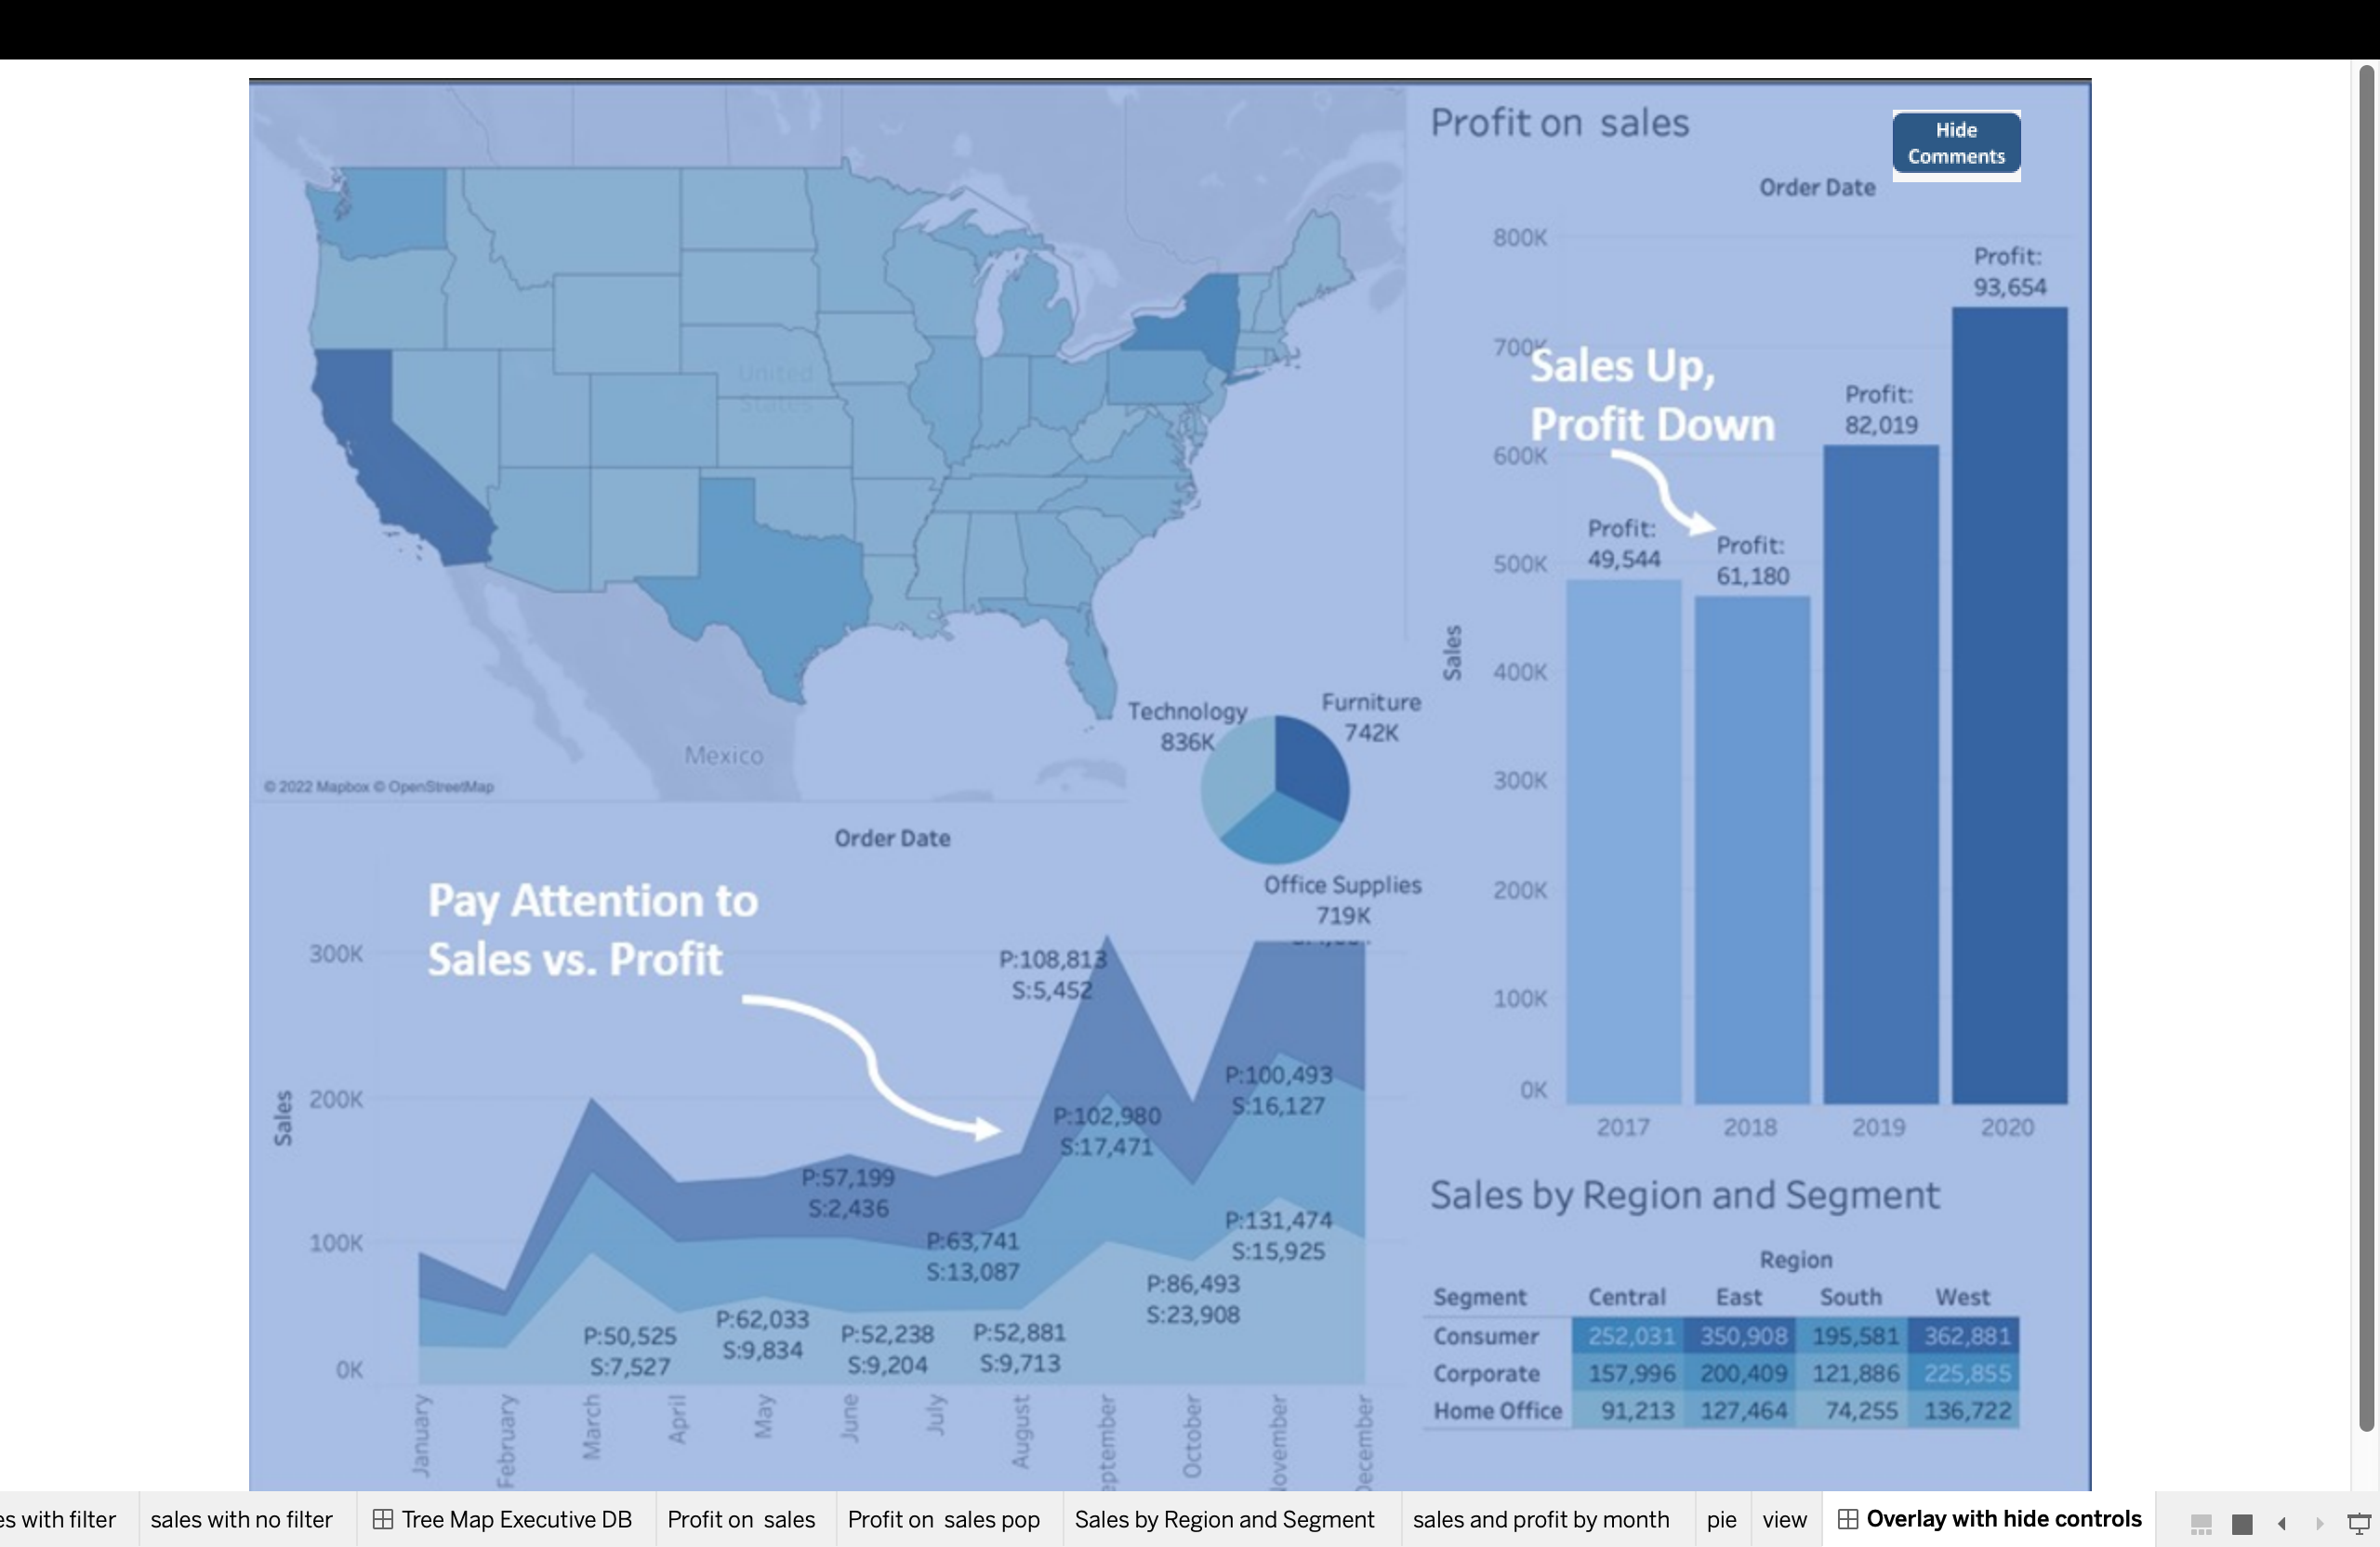 Profit on sales
Hide
Comments
Order Date
800K
700K
600K
500K
400K
300K
200K
100K
0K
Sales
Profit:
93,654
Sales Up,
Profit Down
Profit:
82,019
Profit:
49,544
Profit:
61,180
2017
2018
2019
2020
United
States
Mexico
© 2022 Mapbox © OpenStreetMap
Technology
836K
Furniture
742K
Office Supplies
719K
Order Date
Pay Attention to
Sales vs. Profit
300K
200K
100K
0K
Sales
P:108,813
S:5,452
P:100,493
S:16,127
P:102,980
S:17,471
P:57,199
S:2,436
P:63,741
S:13,087
P:131,474
S:15,925
P:86,493
S:23,908
P:50,525
S:7,527
P:62,033
S:9,834
P:52,238
S:9,204
P:52,881
S:9,713
January
February
March
April
May
June
July
August
eptember
October
ovember
ecember
Sales by Region and Segment
Region
Segment Central East South West
Consumer 252,031 350,908 195,581 362,881
Corporate 157,996 200,409 121,886 225,855
Home Office 91,213 127,464 74,255 136,722
es with filter
sales with no filter
Tree Map Executive DB
Profit on sales
Profit on sales pop
Sales by Region and Segment
sales and profit by month
pie
view
Overlay with hide controls